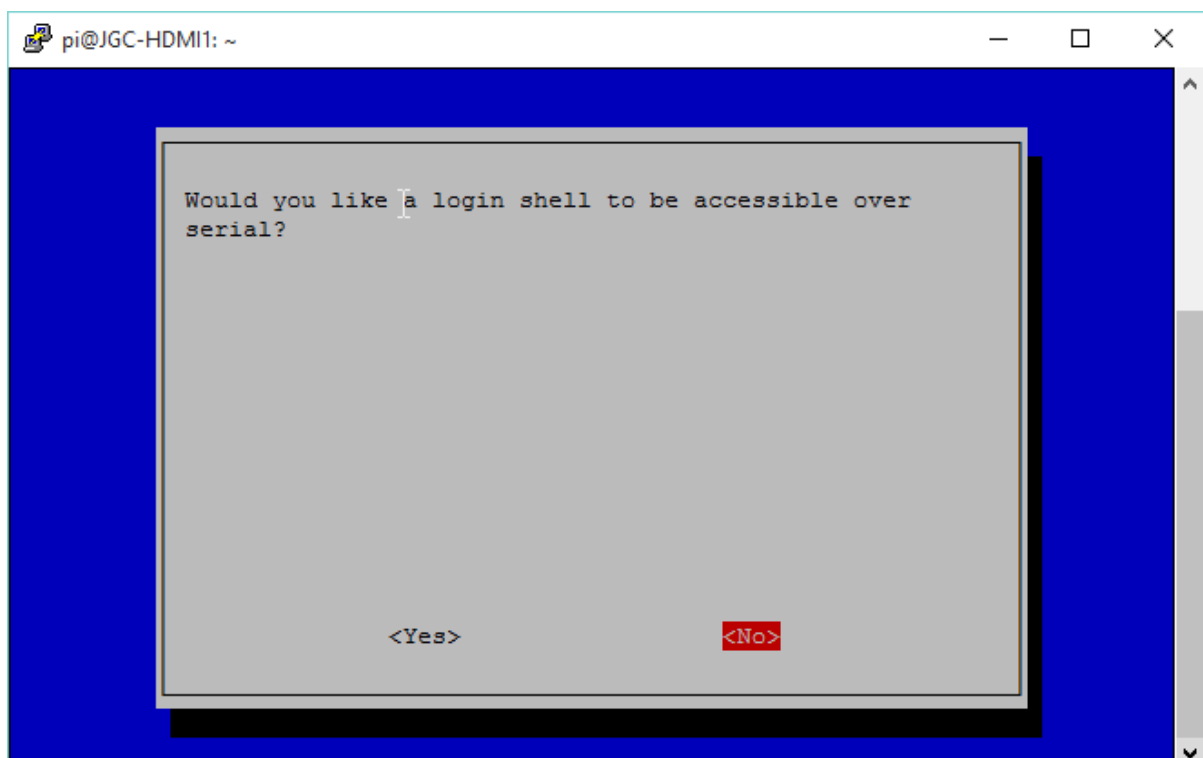 pi@JGC-HDMI1: ~
Would you like a login shell to be accessible over
serial?
<Yes> <No>